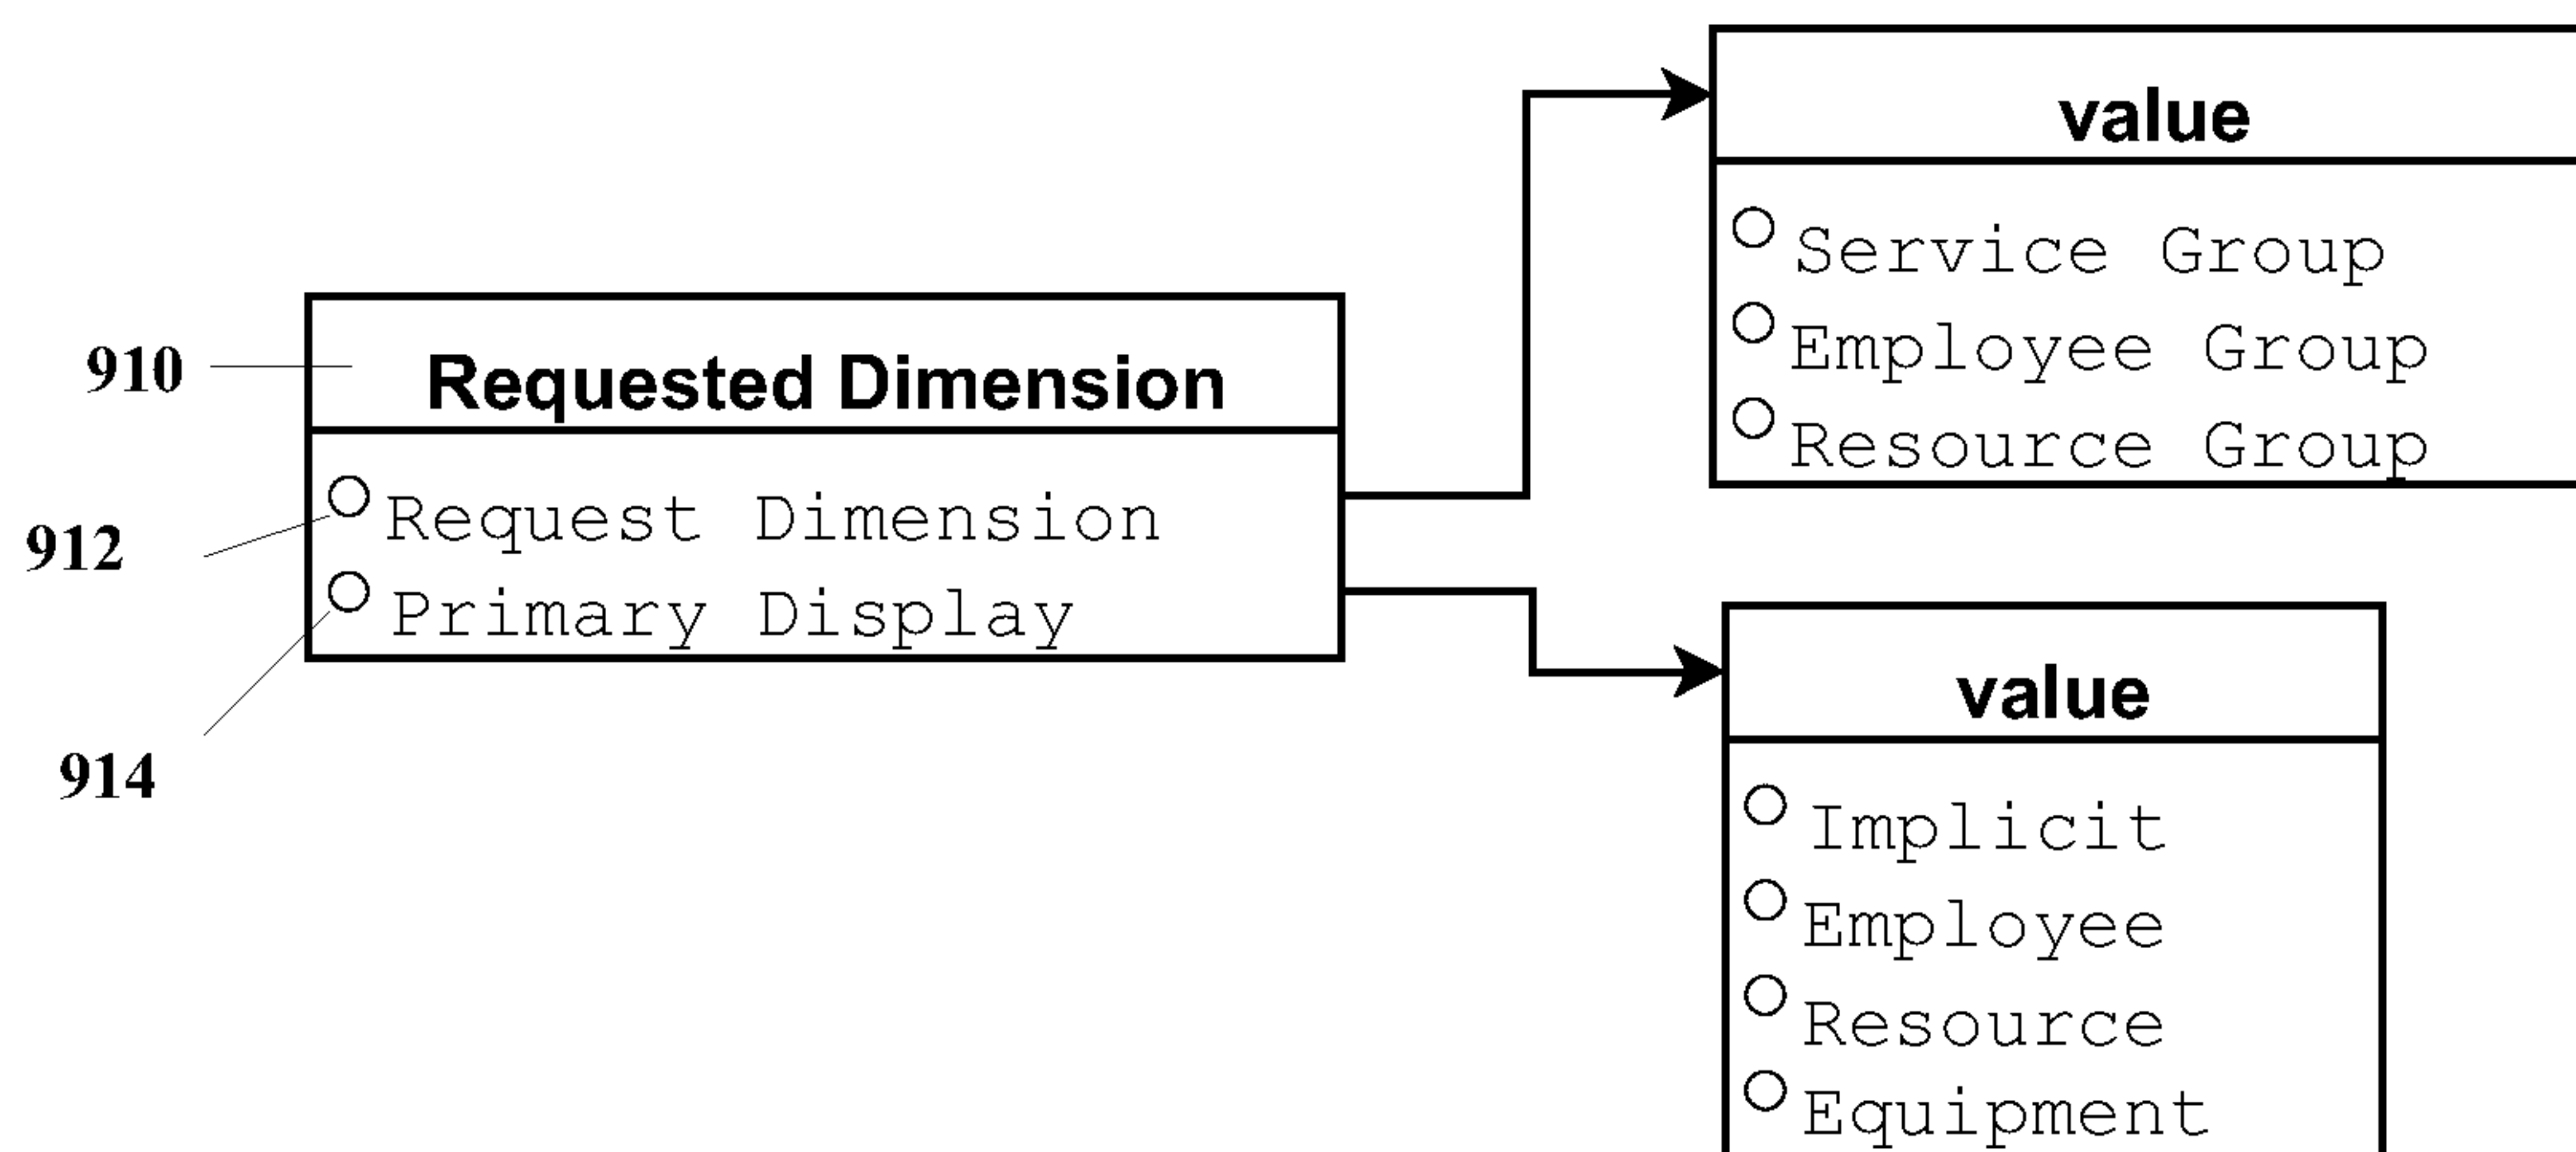 910
Requested Dimension
912
Request Dimension
914
Primary Display
value
Service Group
Employee Group
Resource Group
value
Implicit
Employee
Resource
Equipment